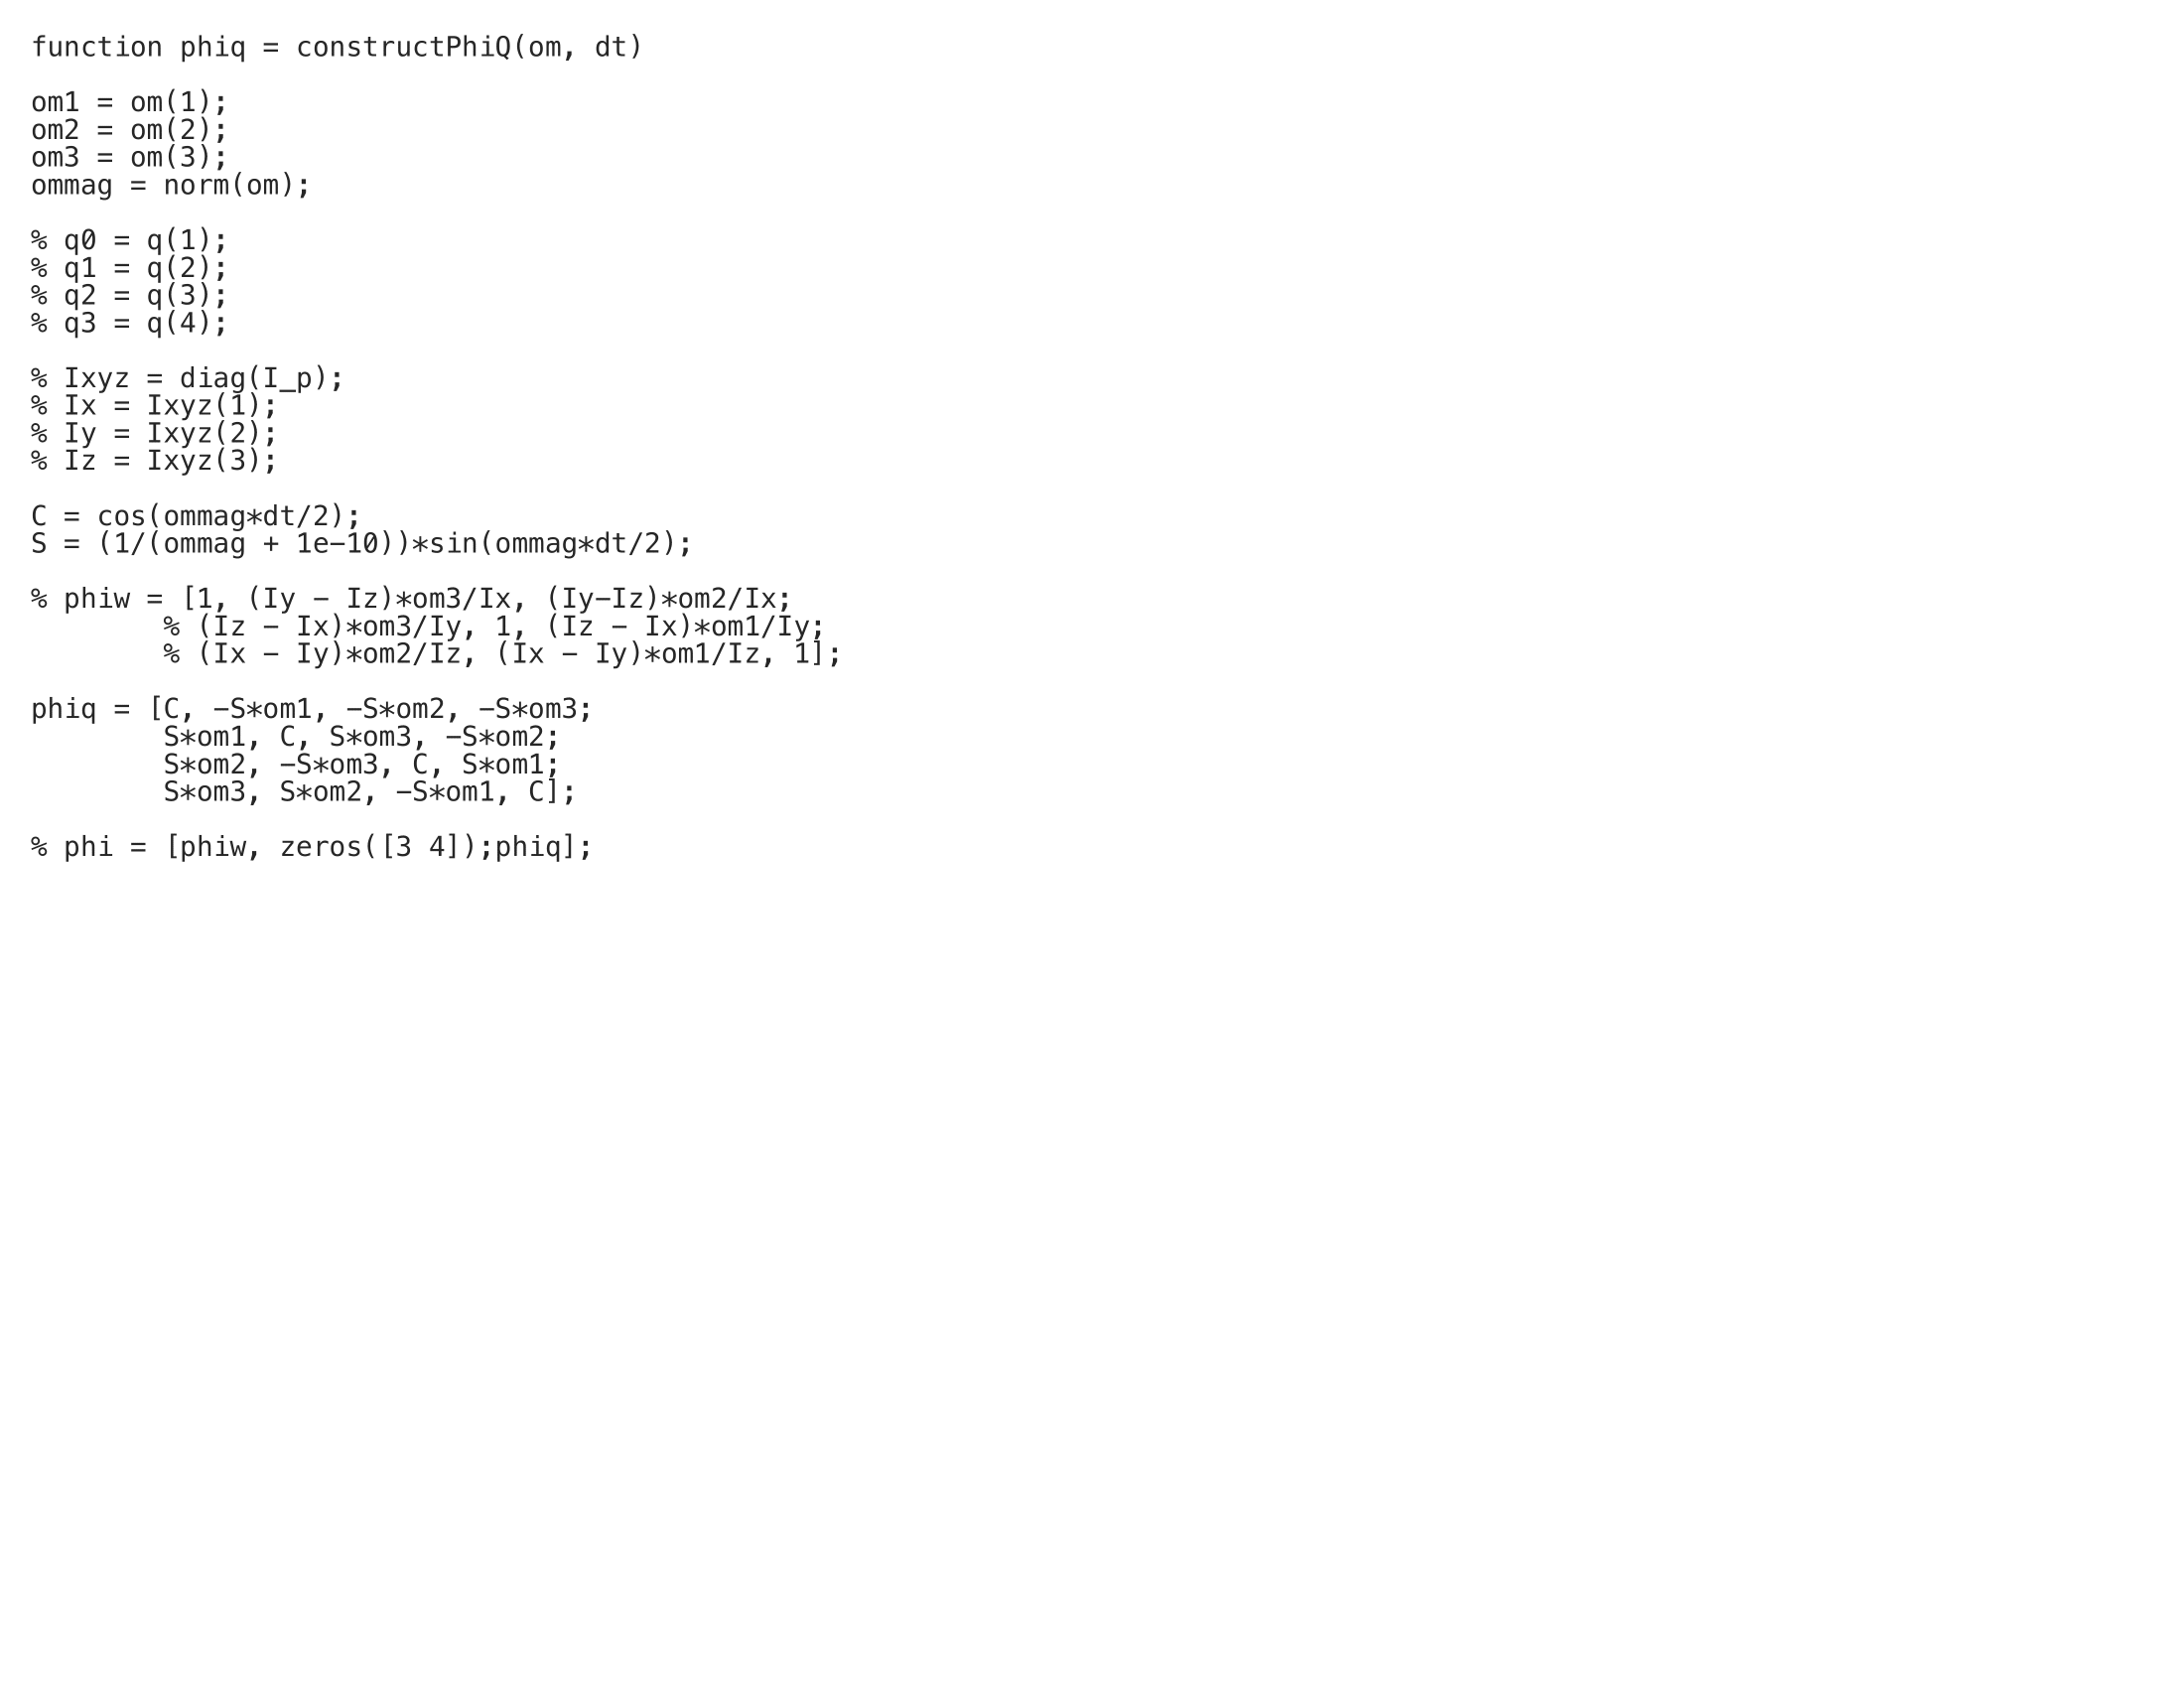 function phiq = constructPhiQ(om, dt)
om1 = om(1);
om2 = om(2);
om3 = om(3);
ommag = norm(om);
% q0 = q(1);
% q1 = q(2);
% q2 = q(3);
% q3 = q(4);
% Ixyz = diag(I_p);
% Ix = Ixyz(1);
% Iy = Ixyz(2);
% Iz = Ixyz(3);
C = cos(ommag*dt/2);
S = (1/(ommag + 1e-10))*sin(ommag*dt/2);
% phiw = [1, (Iy - Iz)*om3/Ix, (Iy-Iz)*om2/Ix;
% (Iz - Ix)*om3/Iy, 1, (Iz - Ix)*om1/Iy;
% (Ix - Iy)*om2/Iz, (Ix - Iy)*om1/Iz, 1];
phiq = [C, -S*om1, -S*om2, -S*om3;
S*om1, C, S*om3, -S*om2;
S*om2, -S*om3, C, S*om1;
S*om3, S*om2, -S*om1, C];
% phi = [phiw, zeros([3 4]);phiq];